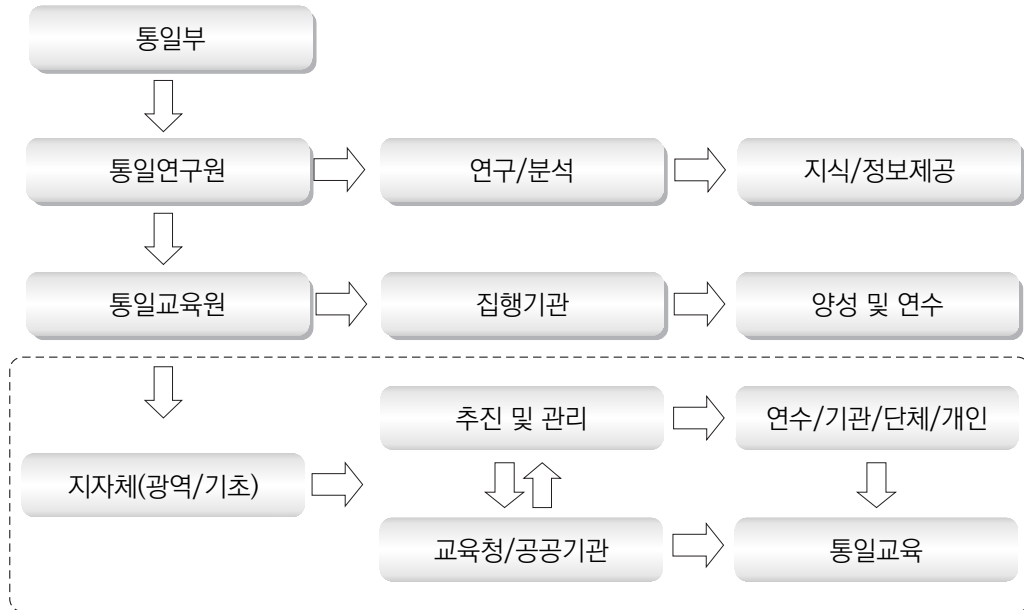 통일부
통일연구원
연구/분석
지식/정보제공
통일교육원
집행기관
양성 및 연수
추진 및 관리
연수/기관/단체/개인
지자체(광역/기초)
교육청/공공기관
통일교육